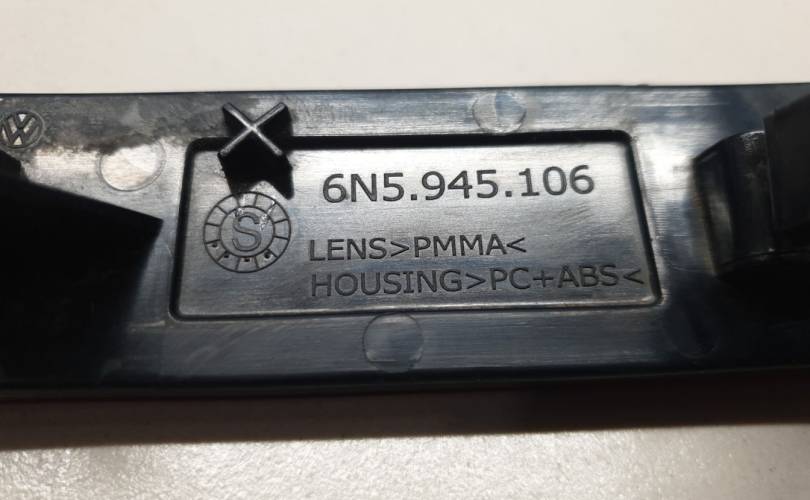 6N5.945.106
S
LENS>PMMA<
HOUSING>PC+ABS<